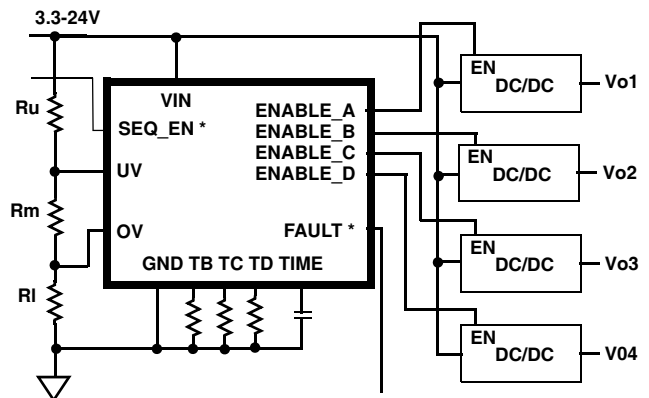 3.3-24V
Ru
Rm
Rl
VIN
SEQ_EN *
UV
OV
ENABLE_A
ENABLE_B
ENABLE_C
ENABLE_D
FAULT *
GND TB TC TD TIME
EN
DC/DC
Vo1
EN
DC/DC
Vo2
EN
DC/DC
Vo3
EN
DC/DC
V04